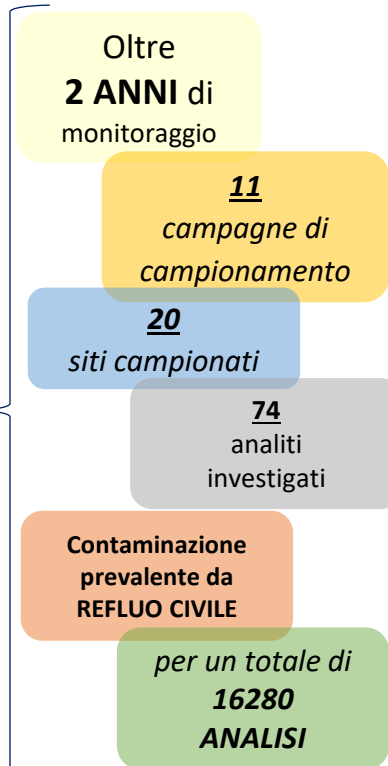 Oltre
2 ANNI di
monitoraggio
11
campagne di
campionamento
20
siti campionati
74
analiti
investigati
Contaminazione
prevalente da
REFLUO CIVILE
per un totale di
16280
ANALISI